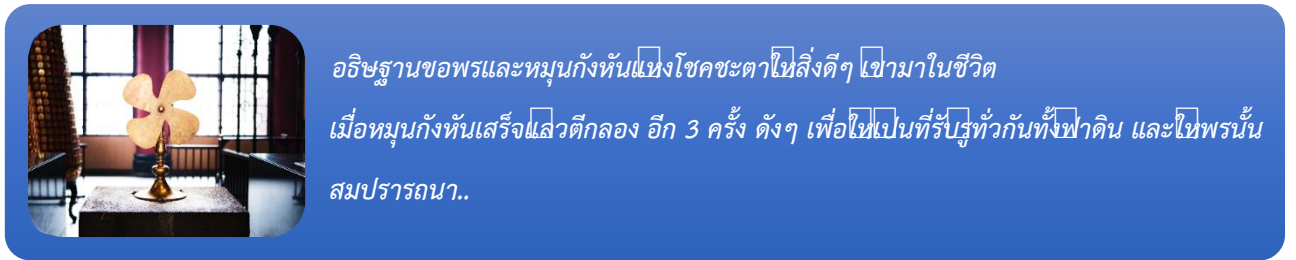 อธิษฐานขอพรและหมุนกังหันแหงโชคชะตาใหสิ่งดีๆ เขามาในชีวิต
เมื่อหมุนกังหันเสร็จแลวตีกลอง อีก 3 ครั้ง ดังๆ เพื่อใหเปนที่รับรูทั่วกันทั้งฟาดิน และใหพรนั้น
สมปรารถนา..